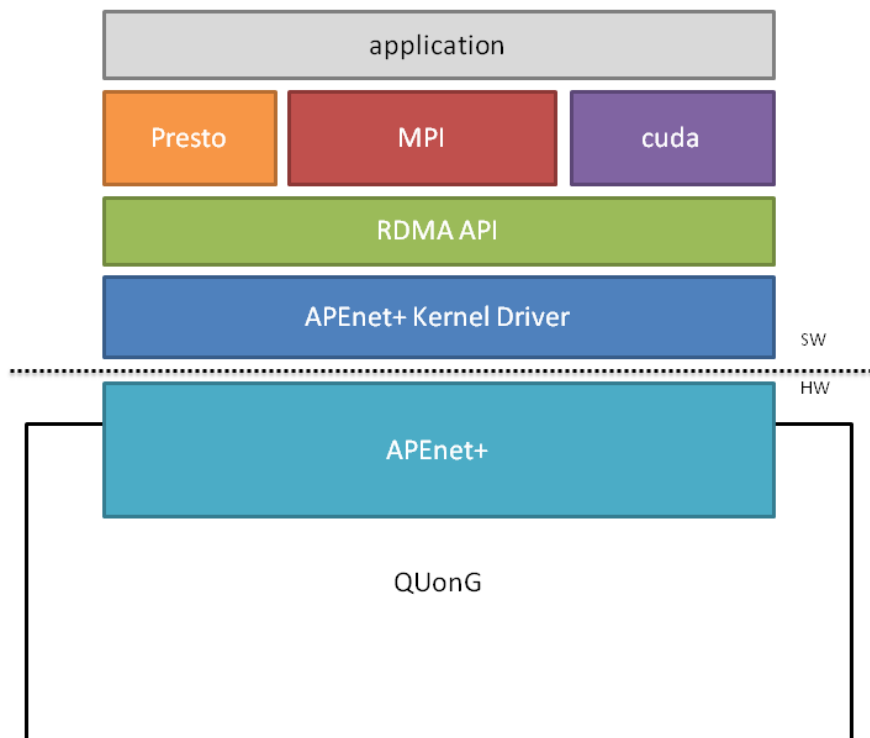 application
Presto
MPI
cuda
RDMA API
APEnet+ Kernel Driver
SW
HW
APEnet+
QUonG